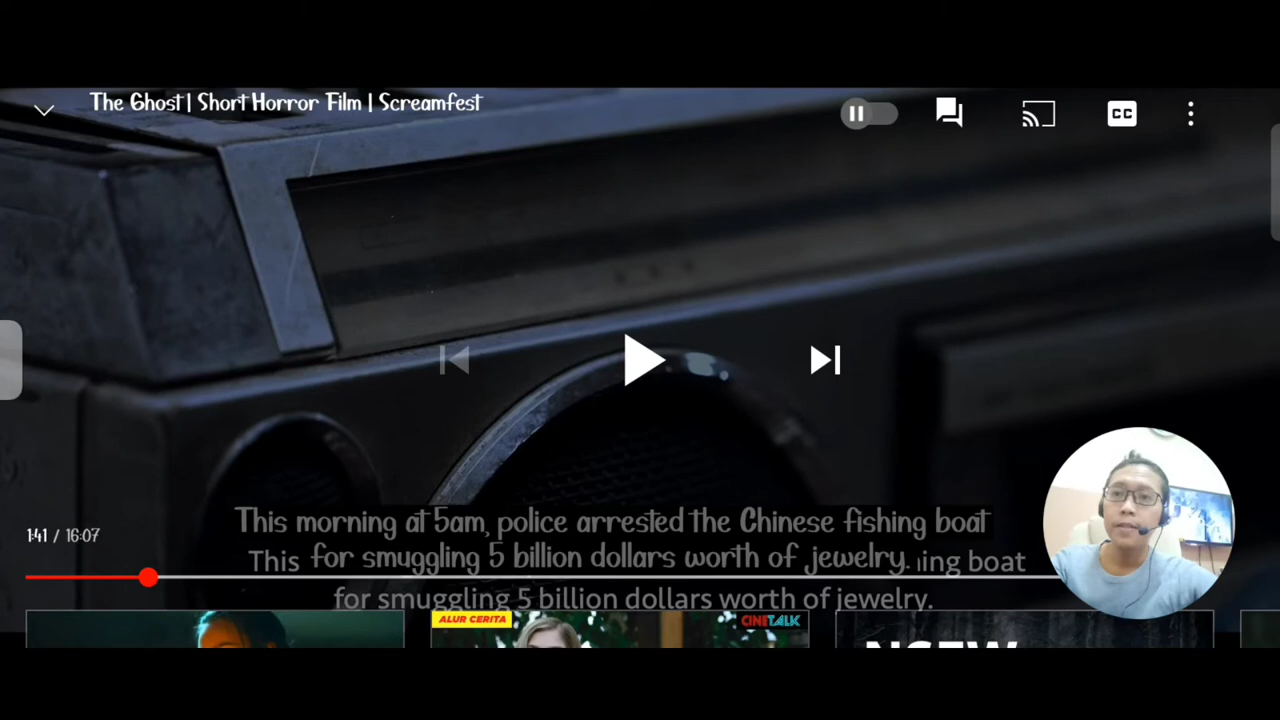 The Ghost | Short Horror Film | Screamfest
CC
This morning at 5am, police arrested the Chinese fishing boat
for smuggling 5 billion dollars worth of jewelry.
This
ing boat
for smuggling 5 billion dollars worth of jewelry.
1:41 / 16:07
ALUR CERITA
CINETALK